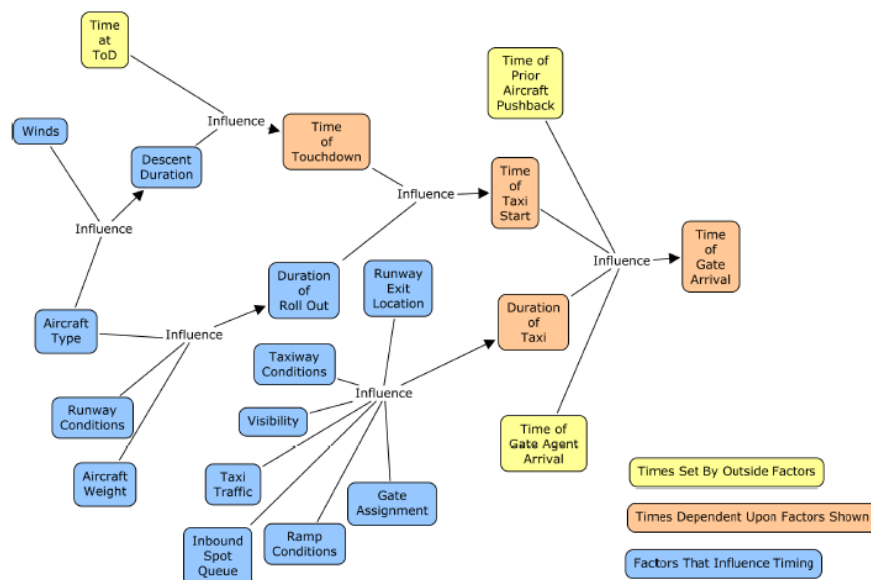 Time
at
ToD
Time of
Prior
Aircraft
Pushback
Winds
Influence
Time
of
Touchdown
Descent
Duration
Influence
Time
of
Taxi
Start
Influence
Time
of
Gate
Arrival
Influence
Duration
of
Roll Out
Runway
Exit
Location
Aircraft
Type
Influence
Duration
of
Taxi
Taxiway
Conditions
Influence
Runway
Conditions
Visibility
Time of
Gate Agent
Arrival
Aircraft
Weight
Taxi
Traffic
Gate
Assignment
Inbound
Spot
Queue
Ramp
Conditions
Times Set By Outside Factors
Times Dependent Upon Factors Shown
Factors That Influence Timing